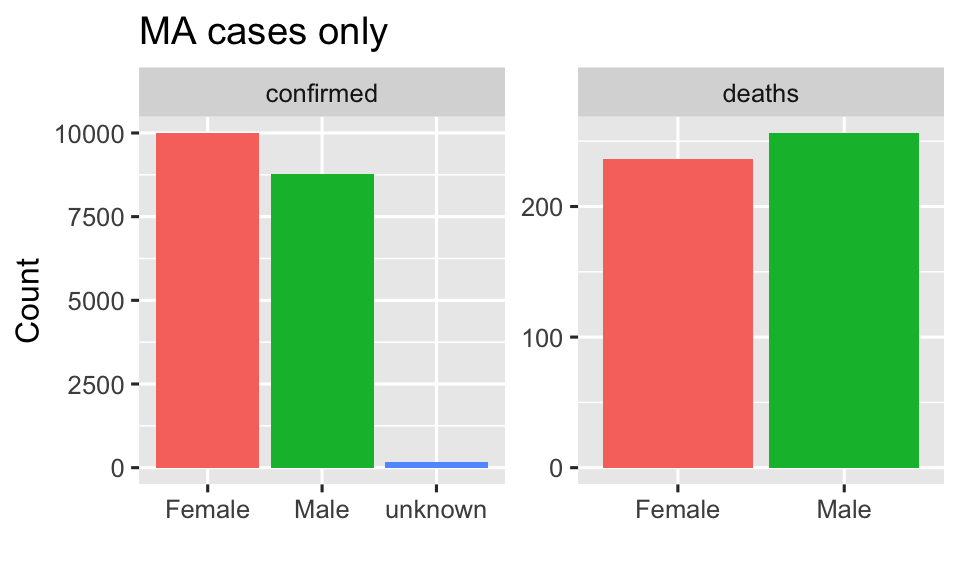 MA cases only
confirmed
deaths
Count
10000
7500
5000
2500
0
200
100
0
Female Male unknown
Female Male